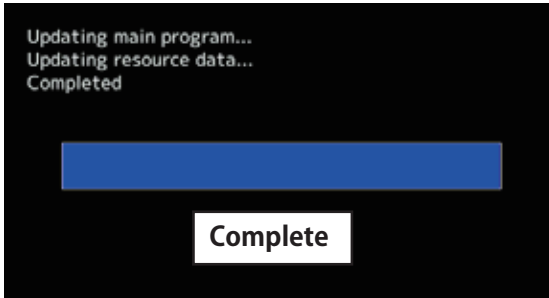 Updating main program...
Updating resource data...
Completed
Complete